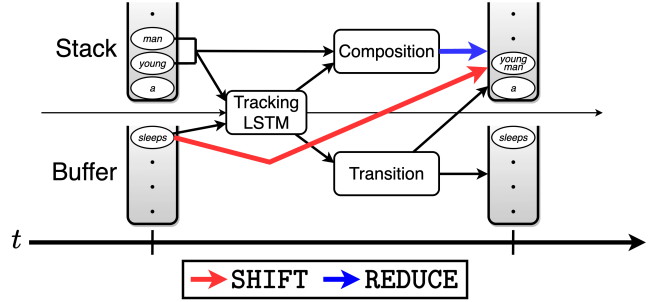 Stack
man
young
a
Composition
young
man
a
Tracking
LSTM
Buffer
sleeps
Transition
sleeps
t
SHIFT REDUCE